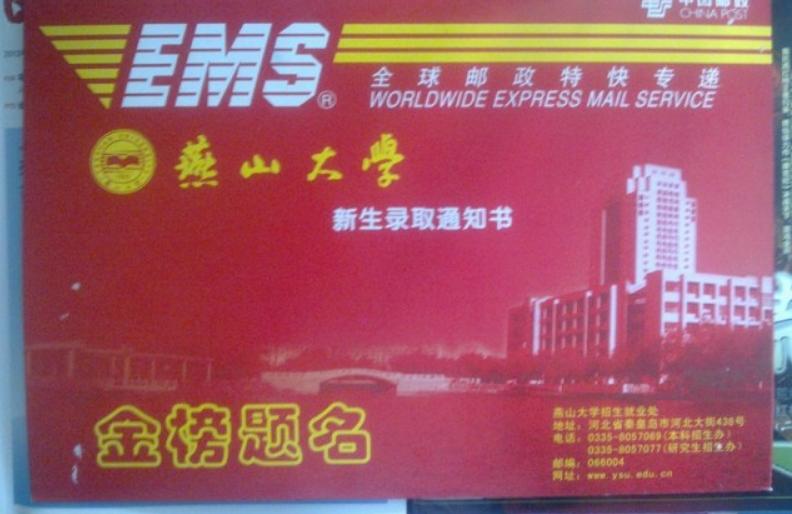 中国邮政
CHINA POST
EMS®
全球邮政特快专递
WORLDWIDE EXPRESS MAIL SERVICE
燕山大學
新生录取通知书
金榜题名
燕山大学招生就业处
地址：河北省秦皇岛市河北大街438号
电话：0335-8057069(本科招生办)
0335-8057077(研究生招生办)
邮编：066004
网址：www.ysu.edu.cn